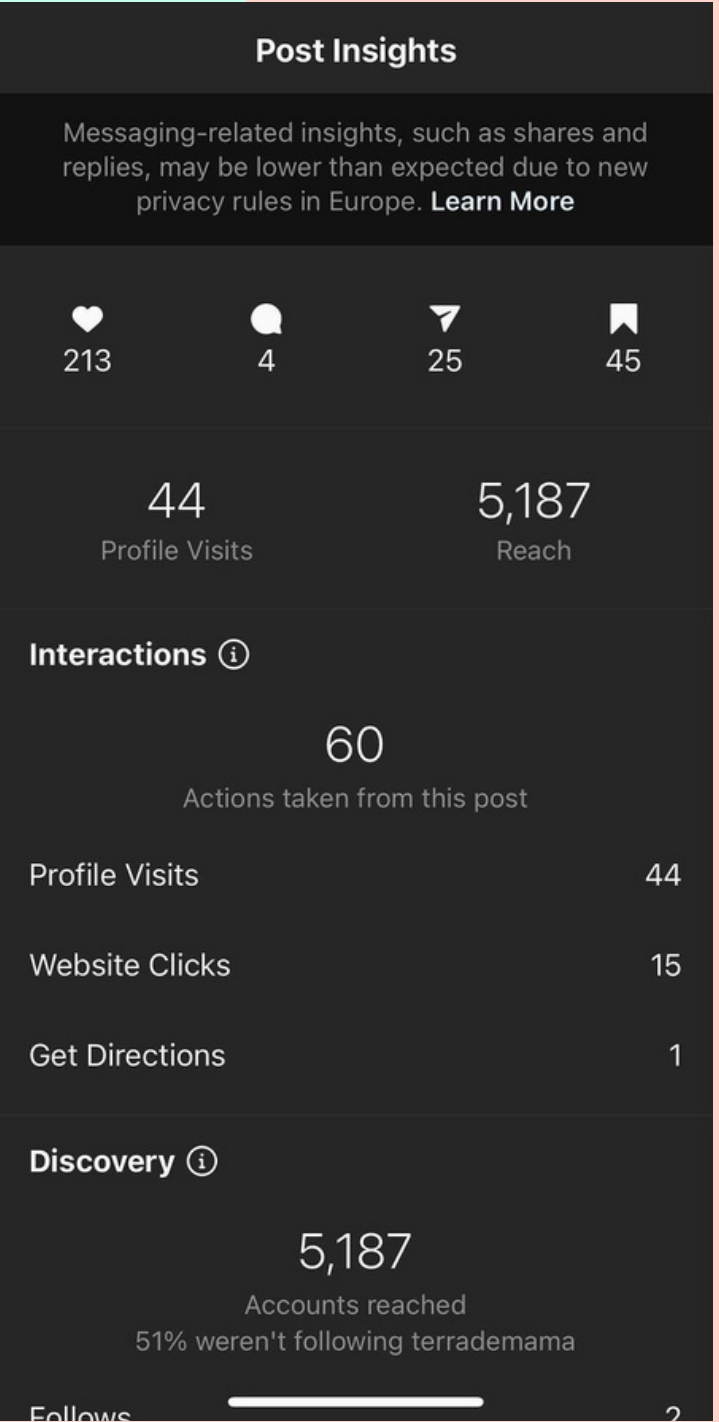 Post Insights
Messaging-related insights, such as shares and
replies, may be lower than expected due to new
privacy rules in Europe. Learn More
213 4 25 45
44 5,187
Profile Visits Reach
Interactions
60
Actions taken from this post
Profile Visits 44
Website Clicks 15
Get Directions 1
Discovery
5,187
Accounts reached
51% weren't following terrademama
Follows 2